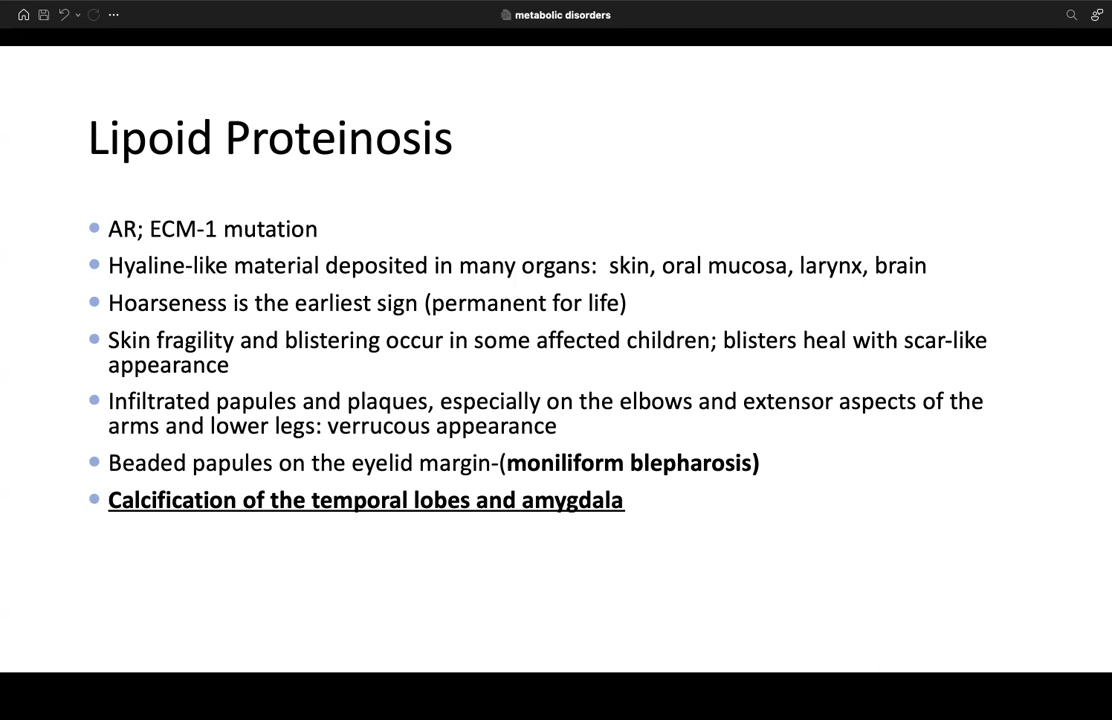 metabolic disorders
Lipoid Proteinosis
AR; ECM-1 mutation
Hyaline-like material deposited in many organs:  skin, oral mucosa, larynx, brain
Hoarseness is the earliest sign (permanent for life)
Skin fragility and blistering occur in some affected children; blisters heal with scar-like
appearance
Infiltrated papules and plaques, especially on the elbows and extensor aspects of the
arms and lower legs: verrucous appearance
Beaded papules on the eyelid margin-(moniliform blepharosis)
Calcification of the temporal lobes and amygdala